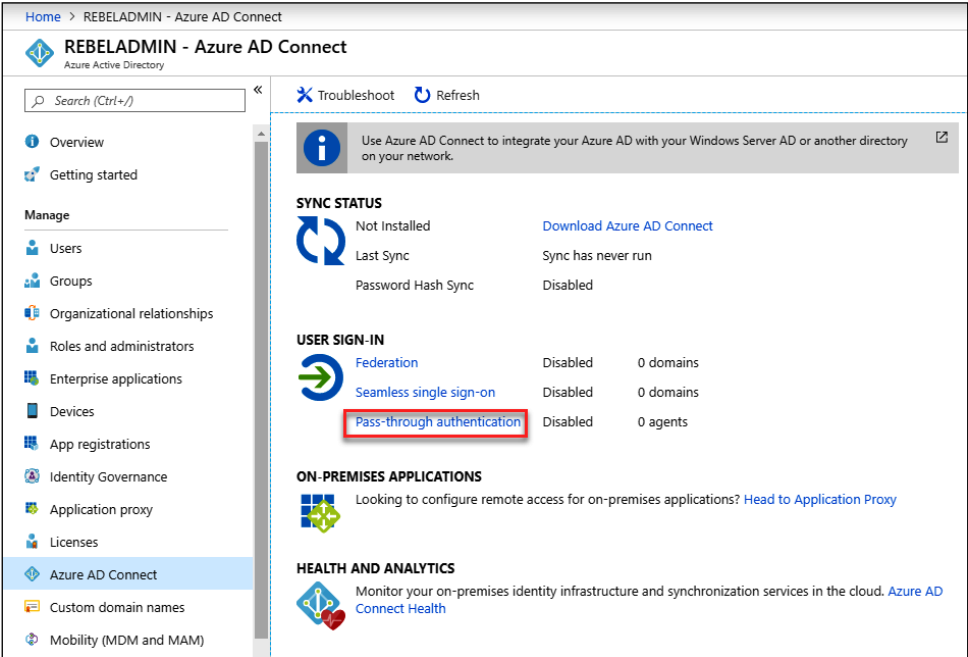 Home > REBELADMIN - Azure AD Connect
REBELADMIN - Azure AD Connect
Azure Active Directory
Search (Ctrl+/)
«
Overview
Getting started
Manage
Users
Groups
Organizational relationships
Roles and administrators
Enterprise applications
Devices
App registrations
Identity Governance
Application proxy
Licenses
Azure AD Connect
Custom domain names
Mobility (MDM and MAM)
Troubleshoot Refresh
Use Azure AD Connect to integrate your Azure AD with your Windows Server AD or another directory
on your network.
SYNC STATUS
Not Installed Download Azure AD Connect
Last Sync Sync has never run
Password Hash Sync Disabled
USER SIGN-IN
Federation Disabled 0 domains
Seamless single sign-on Disabled 0 domains
Pass-through authentication Disabled 0 agents
ON-PREMISES APPLICATIONS
Looking to configure remote access for on-premises applications? Head to Application Proxy
HEALTH AND ANALYTICS
Monitor your on-premises identity infrastructure and synchronization services in the cloud. Azure AD
Connect Health